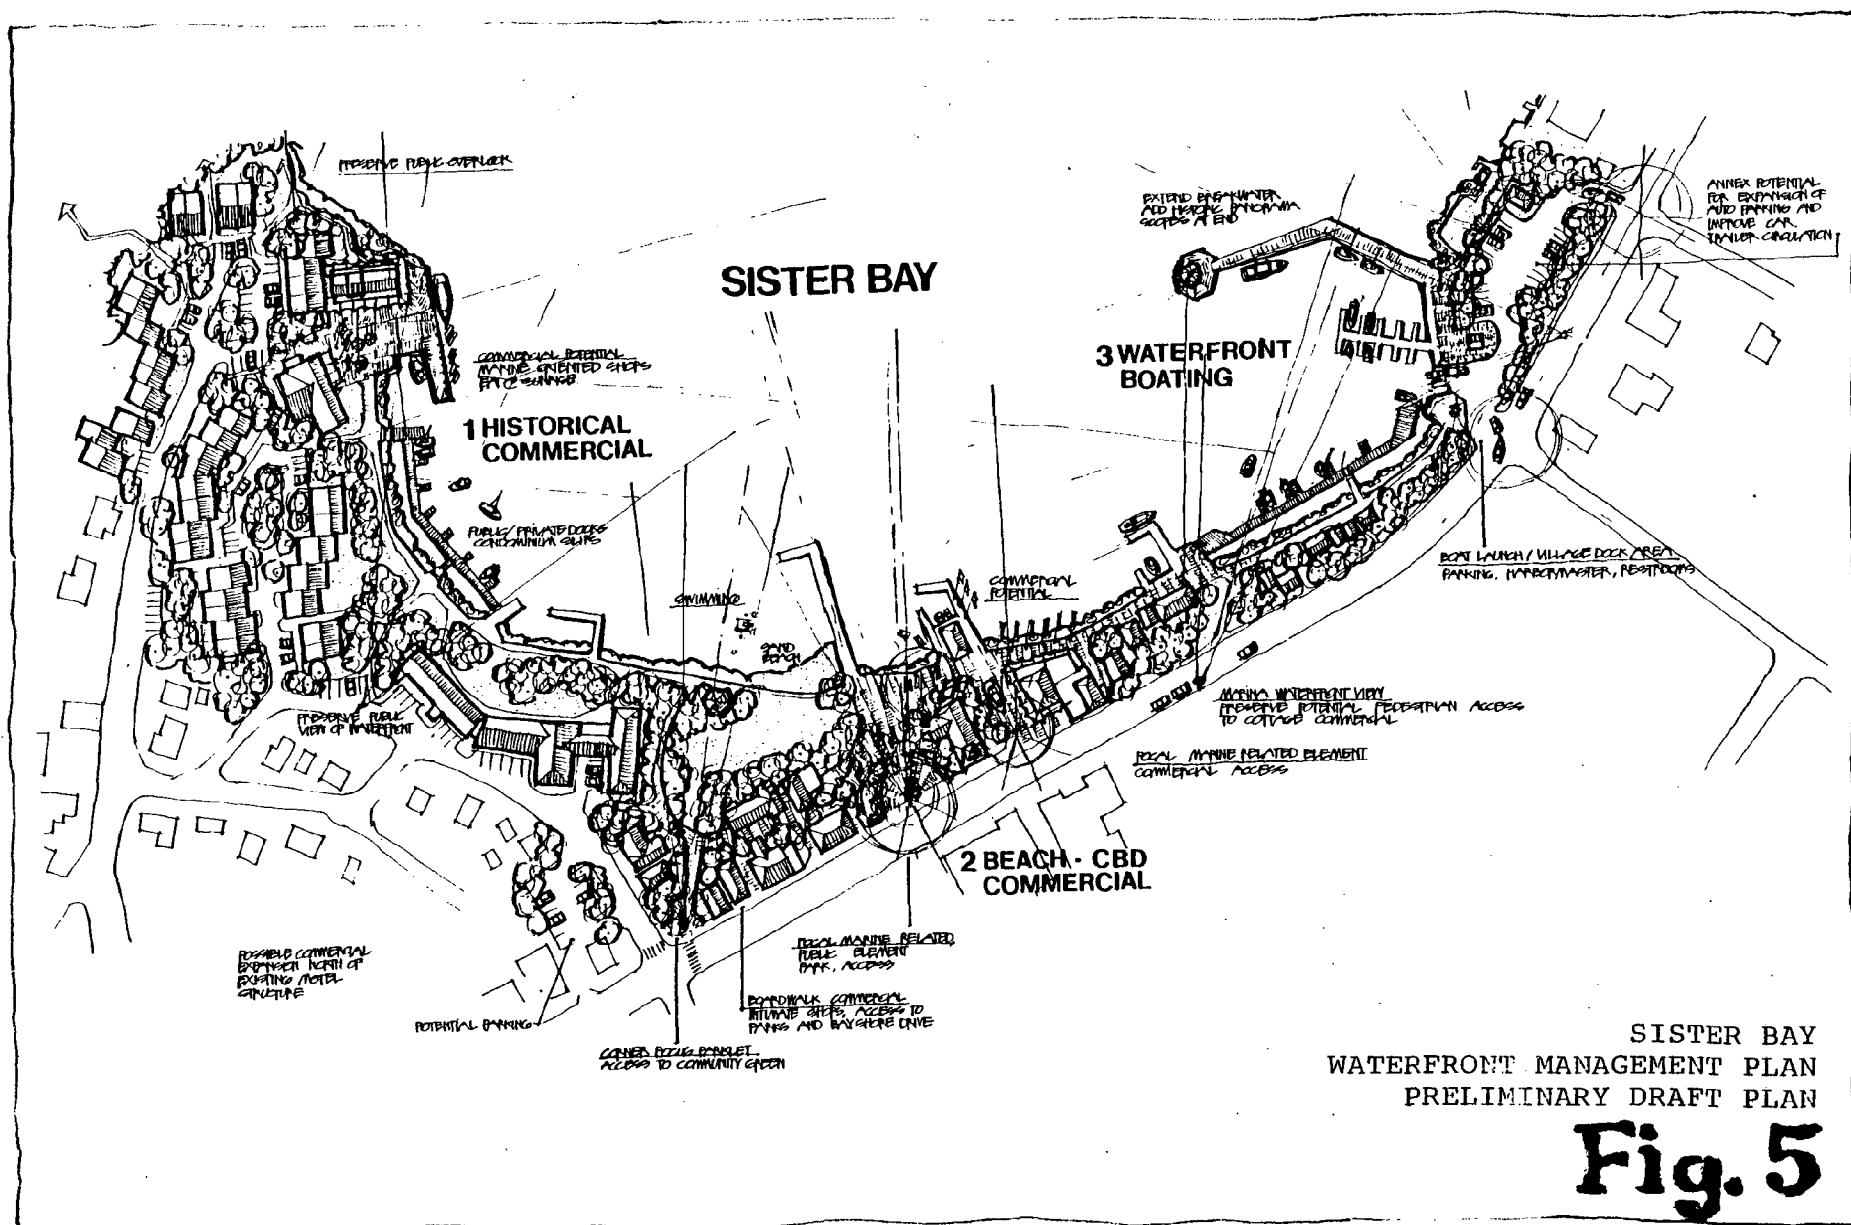 PRESERVE PUBLIC OVERLOOK
EXTEND BREAKWATER
ADD HISTORIC PANORAMA
SCOPES AT END
ANNEX POTENTIAL
FOR EXPANSION OF
AUTO PARKING AND
IMPROVE CAR,
TRAILER CIRCULATION
SISTER BAY
COMMERCIAL POTENTIAL
MARINE ORIENTED SHOPS
3 WATERFRONT
BOATING
1 HISTORICAL
COMMERCIAL
PUBLIC/PRIVATE DOCKS
CONDOMINIUM SLIPS
BOAT LAUNCH / VILLAGE DOCK AREA
PARKING, HARBORMASTER, RESTROOMS
SWIMMING
COMMERCIAL
POTENTIAL
SAND
BEACH
PRESERVE PUBLIC
VIEW OF WATERFRONT
MARINA WATERFRONT VIEW
PRESERVE POTENTIAL PEDESTRIAN ACCESS
TO COTTAGE COMMERCIAL
FOCAL MARINE RELATED ELEMENT
COMMERCIAL ACCESS
2 BEACH - CBD
COMMERCIAL
POSSIBLE COMMERCIAL
EXPANSION NORTH OF
EXISTING MOTEL
STRUCTURE
FOCAL MARINE RELATED,
PUBLIC ELEMENT
PARK, ACCESS
BOARDWALK COMMERCIAL
INTIMATE SHOPS, ACCESS TO
PARKS AND BAYSHORE DRIVE
POTENTIAL PARKING
CORNER FOCUS PARKLET
ACCESS TO COMMUNITY GREEN
SISTER BAY
WATERFRONT MANAGEMENT PLAN
PRELIMINARY DRAFT PLAN
Fig. 5